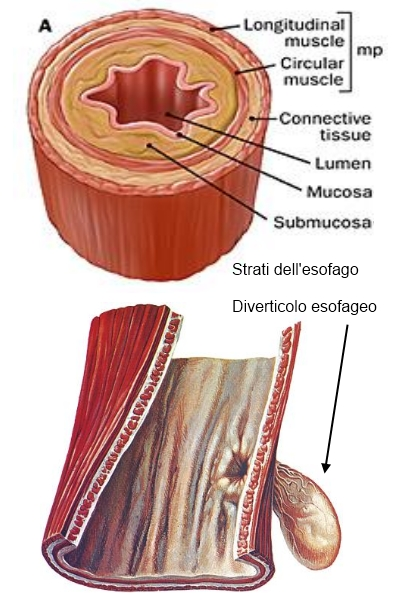 A
Longitudinal
muscle
mp
Circular
muscle
Connective
tissue
Lumen
Mucosa
Submucosa
Strati dell'esofago
Diverticolo esofageo